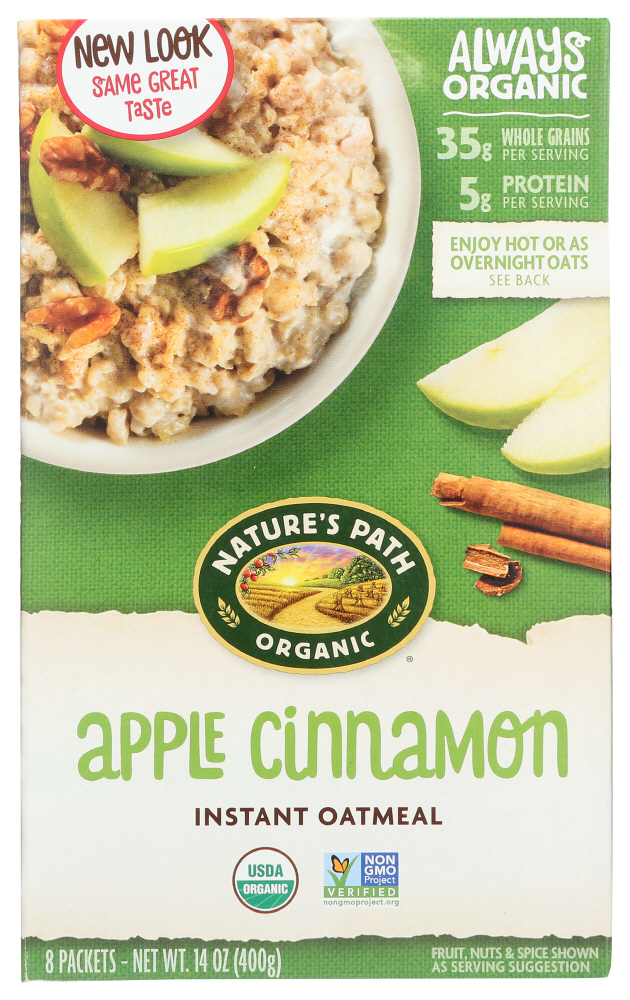 NEW LOOK
SAME GREAT
TASTE
ALWAYS
ORGANIC
35g WHOLE GRAINS
PER SERVING
5g PROTEIN
PER SERVING
ENJOY HOT OR AS
OVERNIGHT OATS
SEE BACK
NATURE'S PATH
ORGANIC
®
apple cinnamon
INSTANT OATMEAL
USDA
ORGANIC
NON
GMO
Project
VERIFIED
nongmoproject.org
8 PACKETS - NET WT. 14 OZ (400g)
FRUIT, NUTS & SPICE SHOWN
AS SERVING SUGGESTION